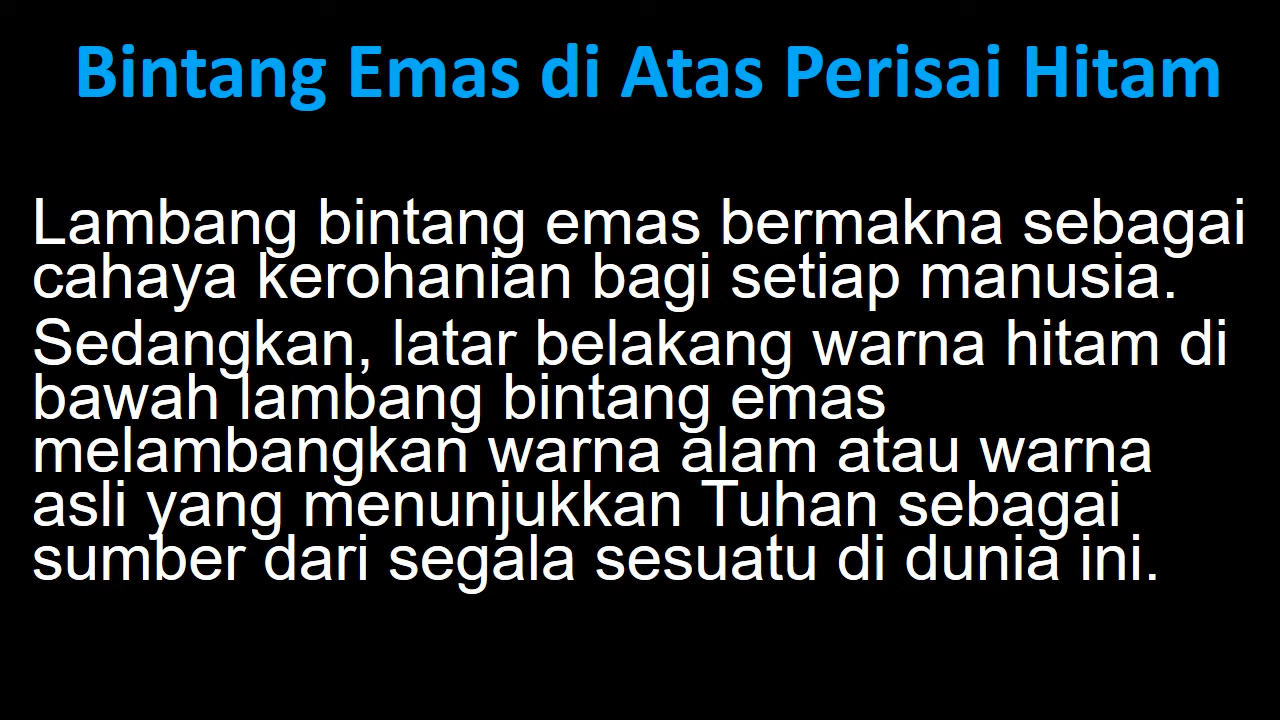 Bintang Emas di Atas Perisai Hitam
Lambang bintang emas bermakna sebagai
cahaya kerohanian bagi setiap manusia.
Sedangkan, latar belakang warna hitam di
bawah lambang bintang emas
melambangkan warna alam atau warna
asli yang menunjukkan Tuhan sebagai
sumber dari segala sesuatu di dunia ini.